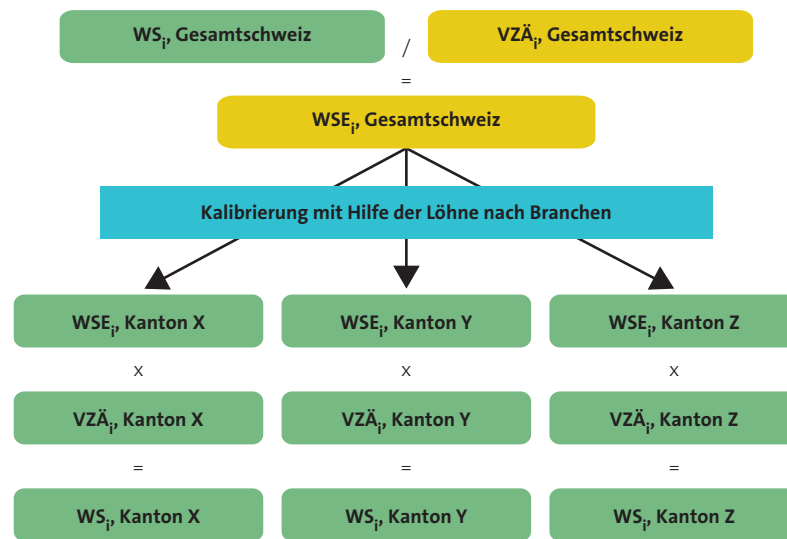 WSi, Gesamtschweiz / VZÄi, Gesamtschweiz
=
WSEi, Gesamtschweiz
Kalibrierung mit Hilfe der Löhne nach Branchen
WSEi, Kanton X WSEi, Kanton Y WSEi, Kanton Z
x x x
VZÄi, Kanton X VZÄi, Kanton Y VZÄi, Kanton Z
= = =
WSi, Kanton X WSi, Kanton Y WSi, Kanton Z